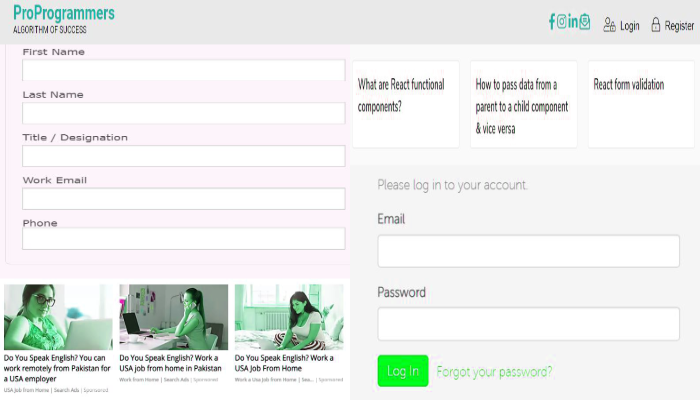 ProProgrammers
ALGORITHM OF SUCCESS
Login
Register
First Name
Last Name
Title / Designation
Work Email
Phone
What are React functional
components?
How to pass data from a
parent to a child component
& vice versa
React form validation
Please log in to your account.
Email
Password
Log In
Forgot your password?
Do You Speak English? You can
work remotely from Pakistan for
a USA employer
USA Job from Home | Search Ads | Sponsored
Do You Speak English? Work a
USA job from home in Pakistan
Work from Home | Search Ads | Sponsored
Do You Speak English? Work a
USA Job From Home
Work a Usa Job from Home | Sea... | Sponsored